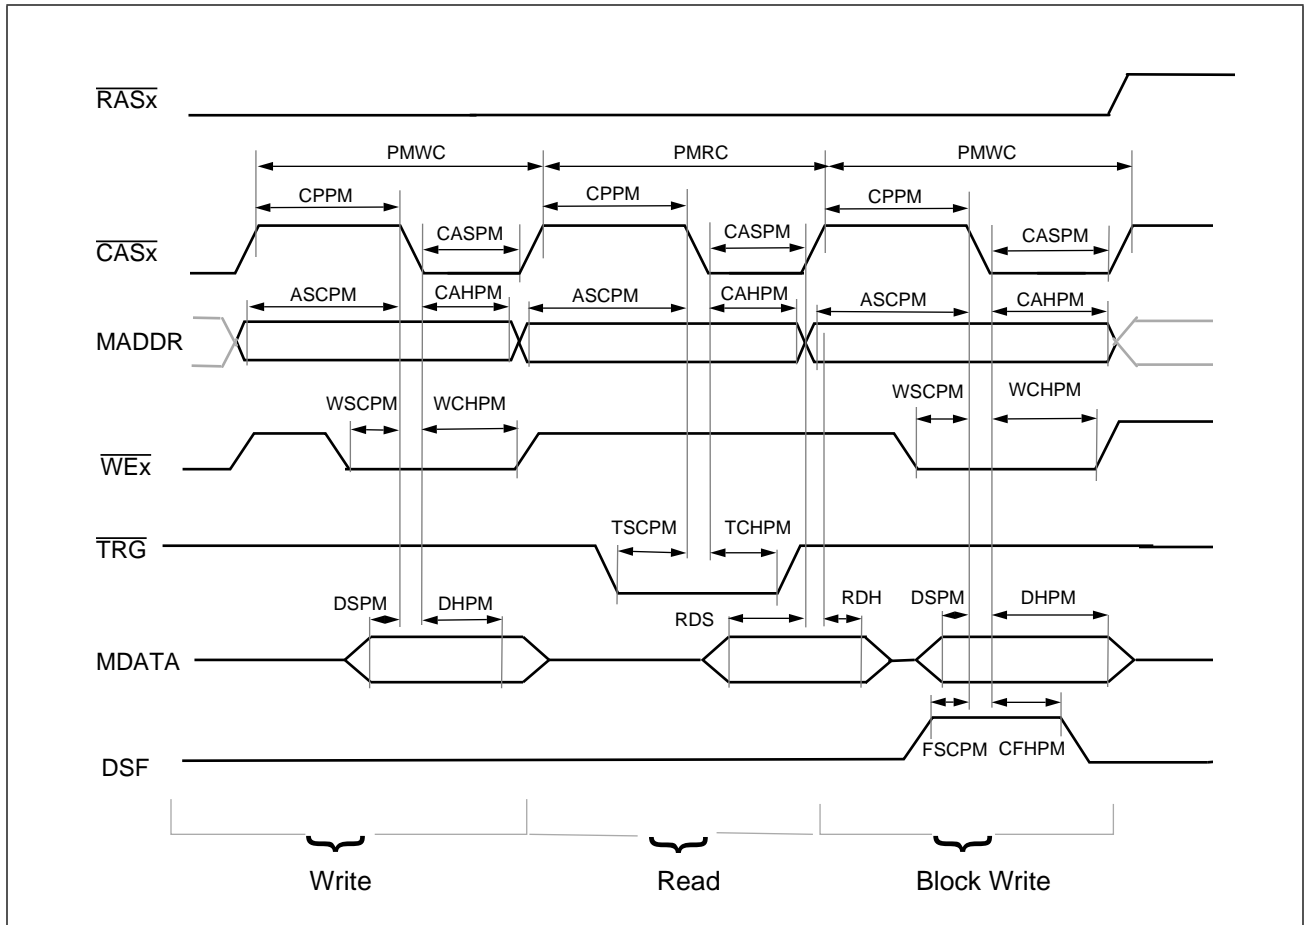 RASx
PMWC PMRC PMWC
CPPM CPPM CPPM
CASx CASPM CASPM CASPM
ASCPM CAHPM ASCPM CAHPM ASCPM CAHPM
MADDR
WSCPM WCHPM WSCPM WCHPM
WEx
TSCPM TCHPM
TRG
DSPM DHPM RDS RDH DSPM DHPM
MDATA
FSCPM CFHPM
DSF
Write Read Block Write